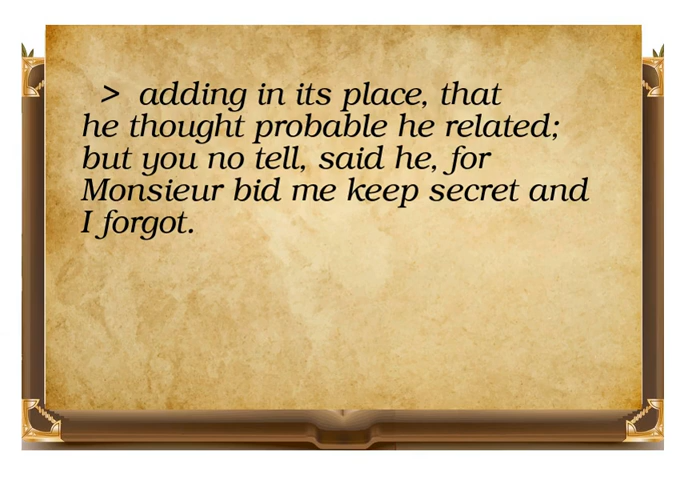 > adding in its place, that
he thought probable he related;
but you no tell, said he, for
Monsieur bid me keep secret and
I forgot.